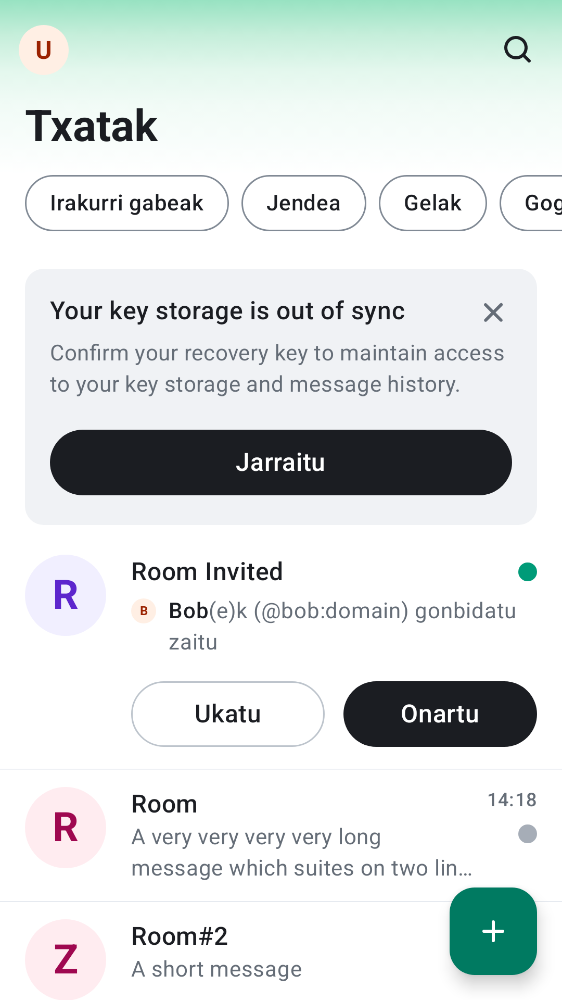 U
Txatak
Irakurri gabeak
Jendea
Gelak
Gog
Your key storage is out of sync
Confirm your recovery key to maintain access
to your key storage and message history.
Jarraitu
R
Room Invited
B
Bob(e)k (@bob:domain) gonbidatu
zaitu
Ukatu
Onartu
R
Room
14:18
A very very very very long
message which suites on two lin…
Z
Room#2
A short message